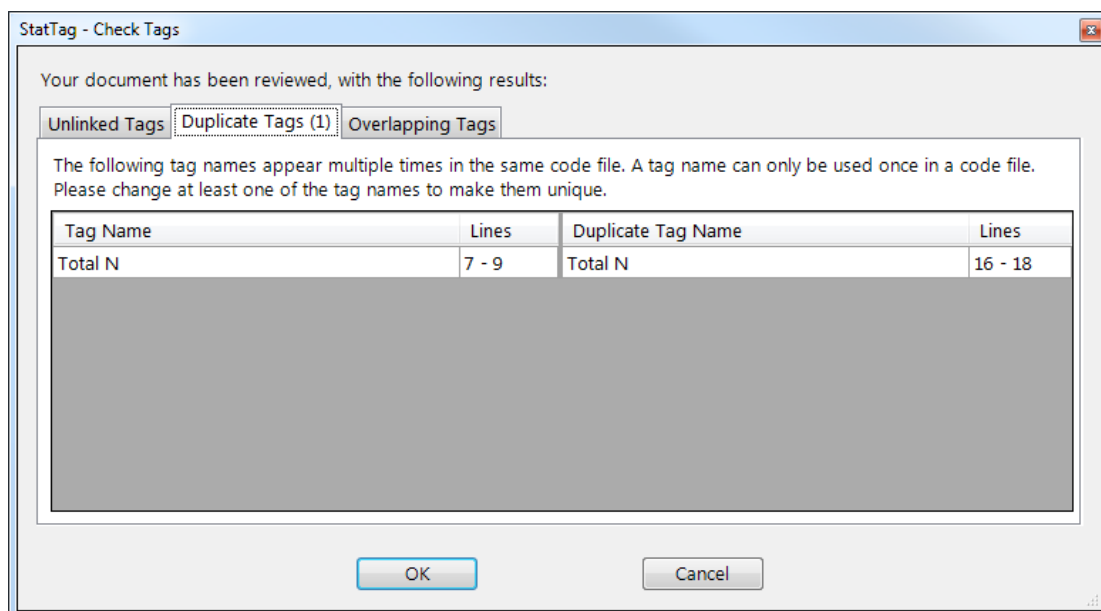 StatTag - Check Tags
x
Your document has been reviewed, with the following results:
Unlinked Tags Duplicate Tags (1) Overlapping Tags
The following tag names appear multiple times in the same code file. A tag name can only be used once in a code file.
Please change at least one of the tag names to make them unique.
Tag Name Lines Duplicate Tag Name Lines
Total N 7 - 9 Total N 16 - 18
OK Cancel